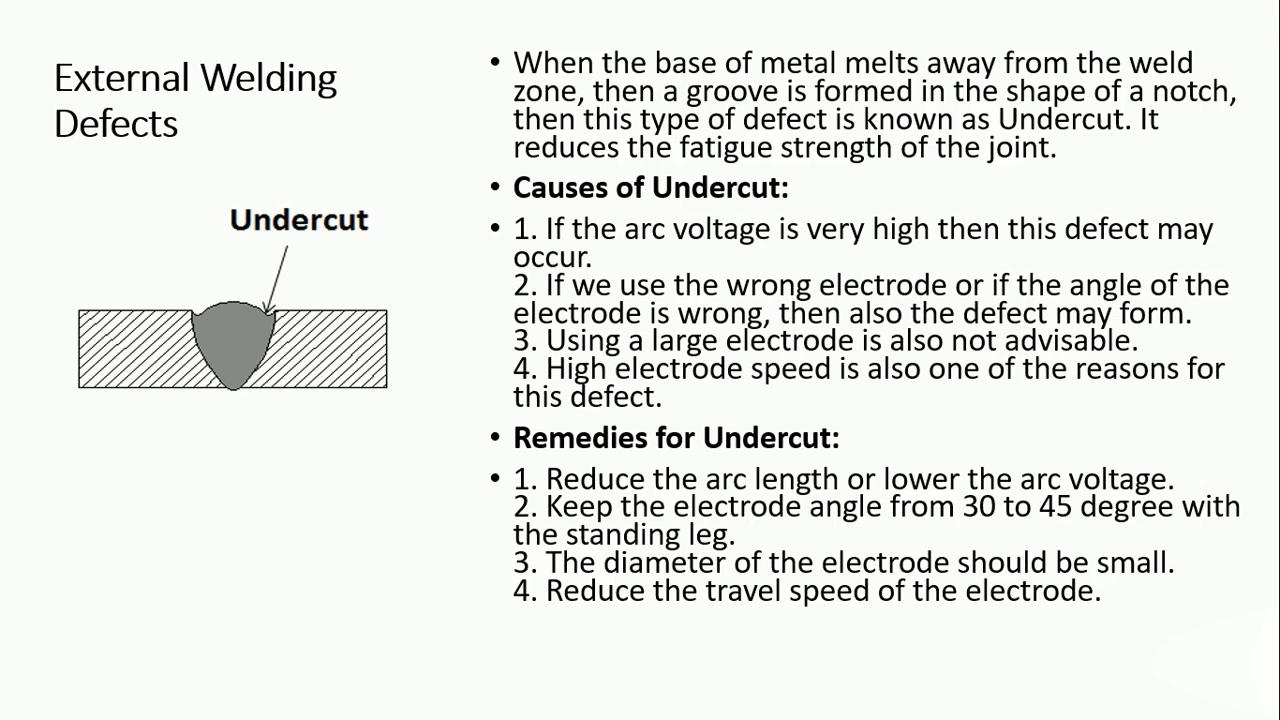 External Welding
Defects
Undercut
• When the base of metal melts away from the weld
zone, then a groove is formed in the shape of a notch,
then this type of defect is known as Undercut. It
reduces the fatigue strength of the joint.
• Causes of Undercut:
• 1. If the arc voltage is very high then this defect may
occur.
2. If we use the wrong electrode or if the angle of the
electrode is wrong, then also the defect may form.
3. Using a large electrode is also not advisable.
4. High electrode speed is also one of the reasons for
this defect.
• Remedies for Undercut:
• 1. Reduce the arc length or lower the arc voltage.
2. Keep the electrode angle from 30 to 45 degree with
the standing leg.
3. The diameter of the electrode should be small.
4. Reduce the travel speed of the electrode.